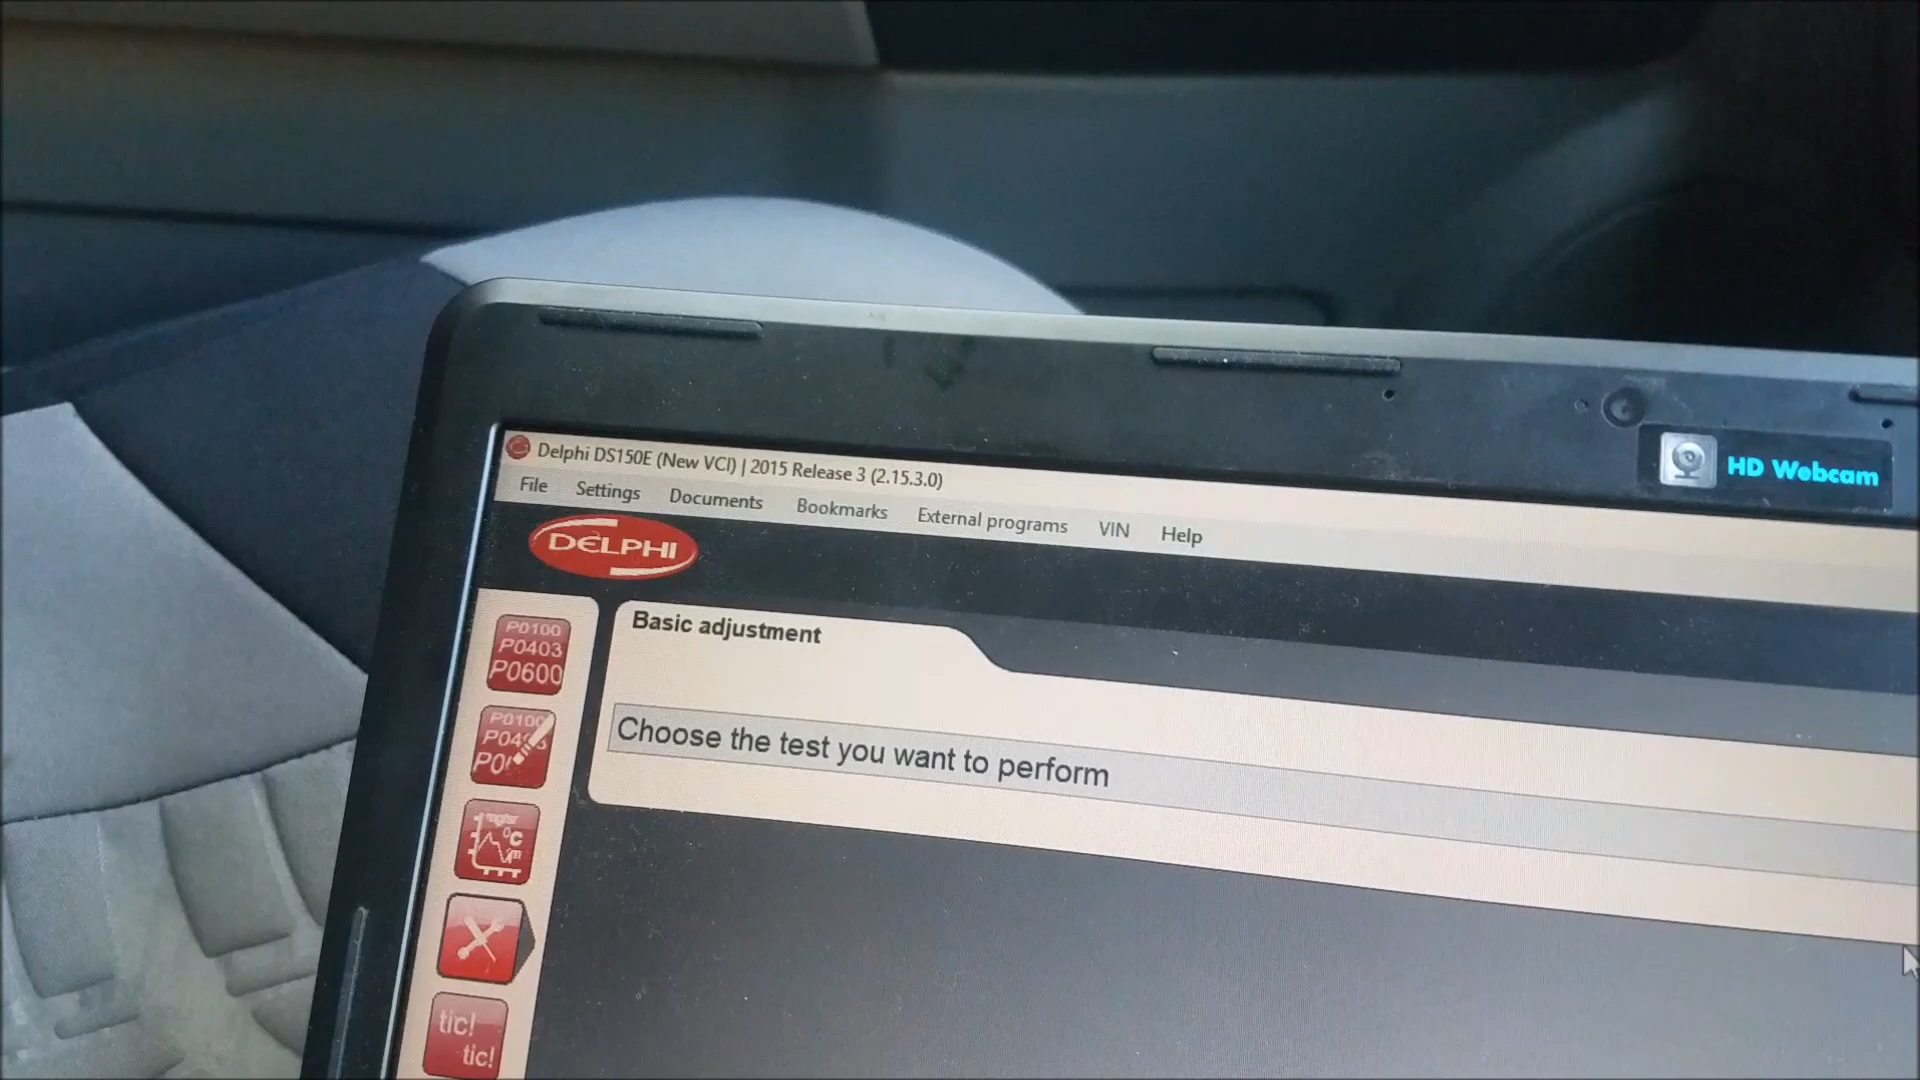 HD Webcam
Delphi DS150E (New VCI) | 2015 Release 3 (2.15.3.0)
File Settings Documents Bookmarks External programs VIN Help
DELPHI
Basic adjustment
P0100
P0403
P0600
Choose the test you want to perform
P0100
°C
tic!
tic!